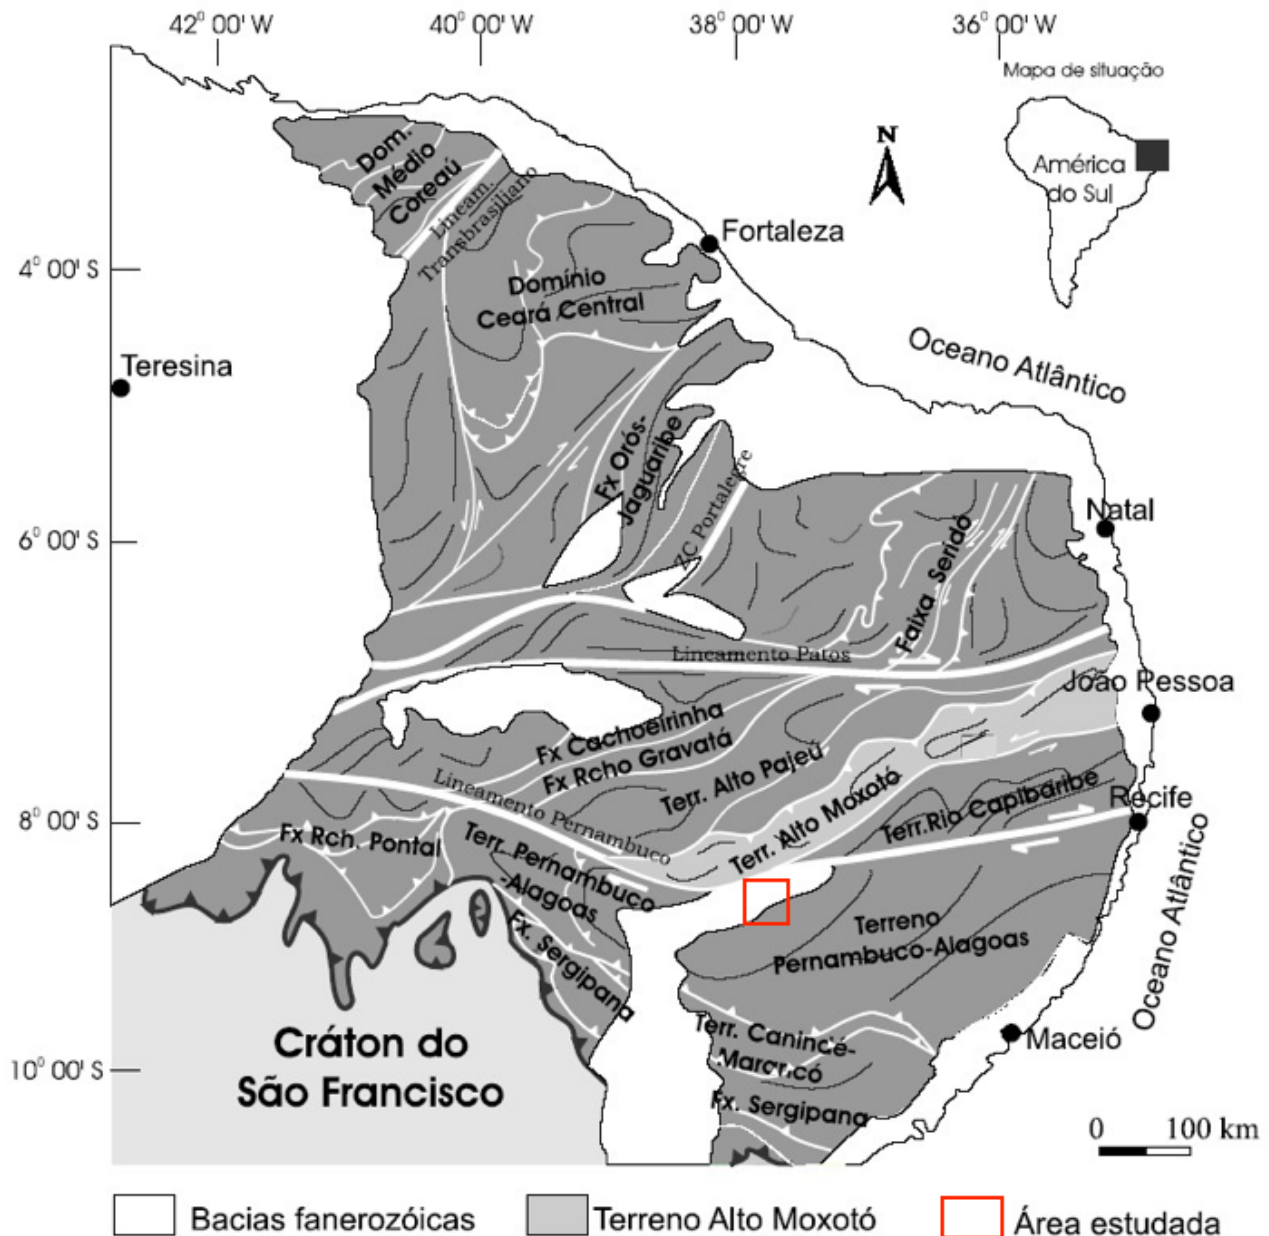 42° 00' W
40° 00' W
38° 00' W
36° 00' W
Mapa de situação
América
do Sul
N
Dom.
Médio
Coreaú
Lineam.
Transbrasiliano
Fortaleza
4° 00' S
Domínio
Ceará Central
Oceano Atlântico
Teresina
Fx Orós-
Jaguaribe
ZC Portalegre
Natal
6° 00' S
Faixa Seridó
Lineamento Patos
João Pessoa
Fx Cachoeirinha
Fx Rcho Gravatá
Terr. Alto Pajeú
Terr. Alto Moxotó
Terr.Rio Capibaribe
Recife
Lineamento Pernambuco
8° 00' S
Fx Rch. Pontal
Terr. Pernambuco
-Alagoas
Fx. Sergipana
Terreno
Pernambuco-Alagoas
Oceano Atlântico
Cráton do
São Francisco
Terr. Canindé-
Marancó
Maceió
10° 00' S
Fx. Sergipana
0 100 km
Bacias fanerozóicas
Terreno Alto Moxotó
Área estudada